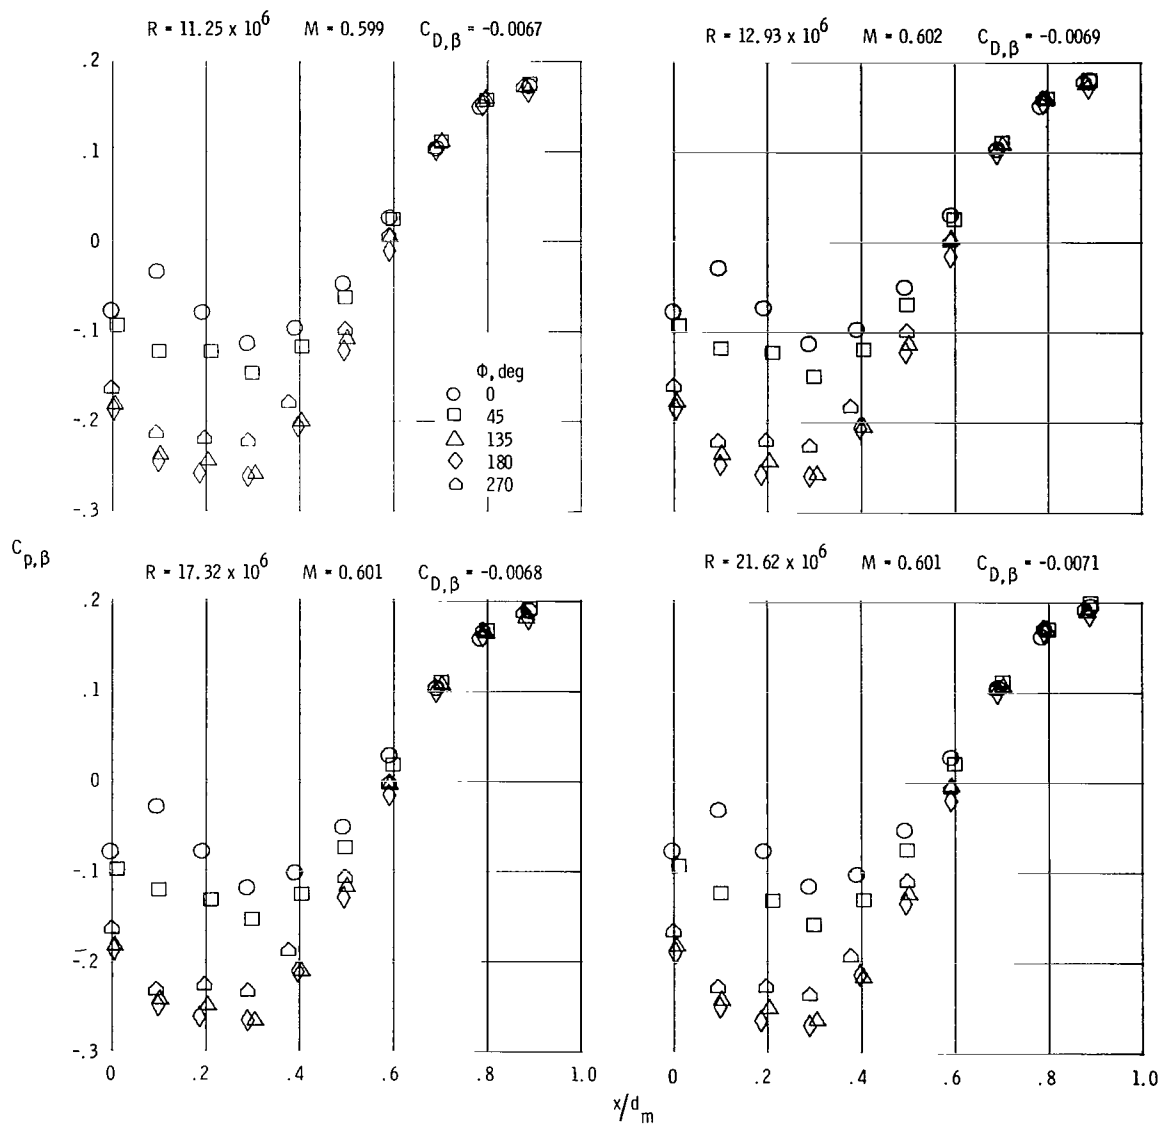 R = 11.25 x 10^6 M = 0.599 C_D,β = -0.0067
R = 12.93 x 10^6 M = 0.602 C_D,β = -0.0069
.2
.1
0
-.1
-.2
-.3
Φ, deg
0
45
135
180
270
C_p,β
R = 17.32 x 10^6 M = 0.601 C_D,β = -0.0068
R = 21.62 x 10^6 M = 0.601 C_D,β = -0.0071
.2
.1
0
-.1
-.2
-.3
0 .2 .4 .6 .8 1.0
0 .2 .4 .6 .8 1.0
x/d_m